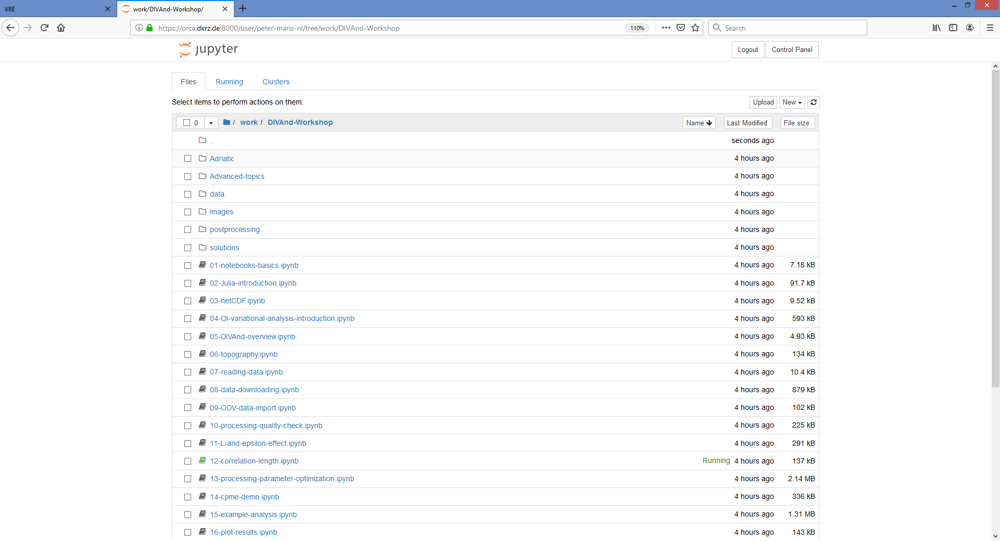 VRE
work/DIVAnd-Workshop/
https://orca.dkrz.de:8000/user/peter-maris-nl/tree/work/DIVAnd-Workshop 110% Search
jupyter Logout Control Panel
Files Running Clusters
Select items to perform actions on them. Upload New
0 / work / DIVAnd-Workshop Name Last Modified File size
.. seconds ago
Adriatic 4 hours ago
Advanced-topics 4 hours ago
data 4 hours ago
Images 4 hours ago
postprocessing 4 hours ago
solutions 4 hours ago
01-notebooks-basics.ipynb 4 hours ago 7.18 kB
02-Julia-introduction.ipynb 4 hours ago 91.7 kB
03-netCDF.ipynb 4 hours ago 9.52 kB
04-OI-variational-analysis-introduction.ipynb 4 hours ago 593 kB
05-DIVAnd-overview.ipynb 4 hours ago 4.93 kB
06-topography.ipynb 4 hours ago 134 kB
07-reading-data.ipynb 4 hours ago 10.4 kB
08-data-downloading.ipynb 4 hours ago 879 kB
09-ODV-data-import.ipynb 4 hours ago 102 kB
10-processing-quality-check.ipynb 4 hours ago 225 kB
11-L-and-epsilon-effect.ipynb 4 hours ago 291 kB
12-correlation-length.ipynb Running 4 hours ago 137 kB
13-processing-parameter-optimization.ipynb 4 hours ago 2.14 MB
14-cpme-demo.ipynb 4 hours ago 336 kB
15-example-analysis.ipynb 4 hours ago 1.31 MB
16-plot-results.ipynb 4 hours ago 143 kB